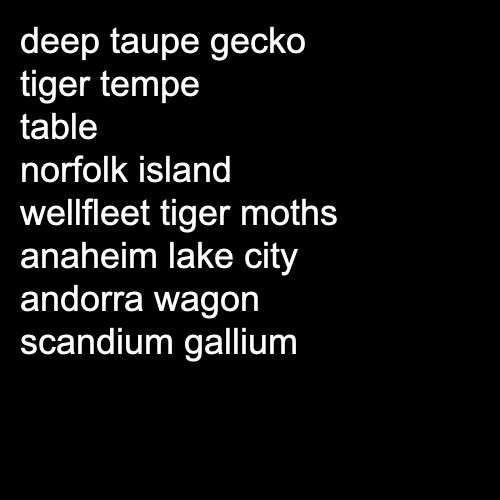 deep taupe gecko
tiger tempe
table
norfolk island
wellfleet tiger moths
anaheim lake city
andorra wagon
scandium gallium